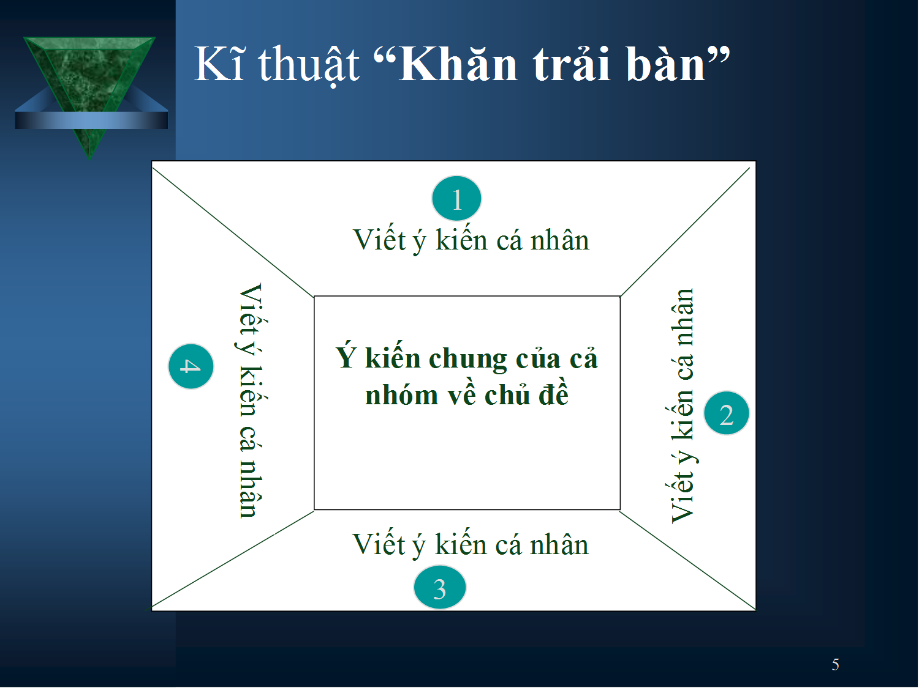 Kĩ thuật “Khăn trải bàn”
1
Viết ý kiến cá nhân
Viết ý kiến cá nhân
4
Ý kiến chung của cả
nhóm về chủ đề
Viết ý kiến cá nhân
2
Viết ý kiến cá nhân
3
5